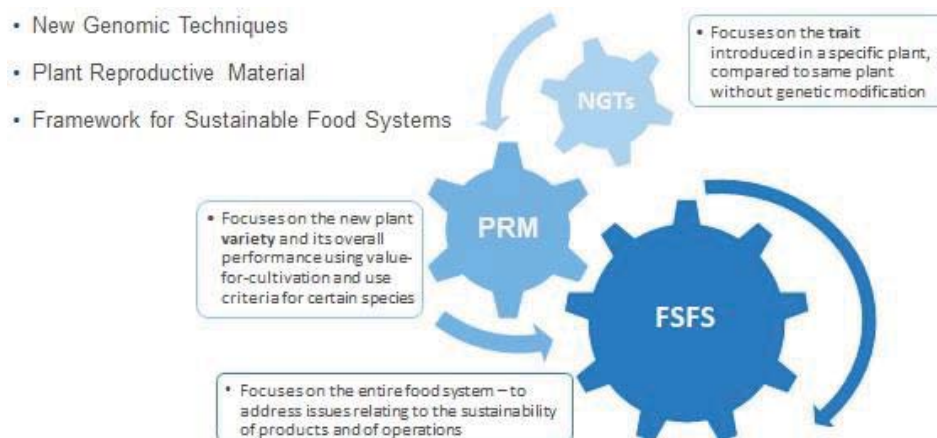 • New Genomic Techniques
• Plant Reproductive Material
• Framework for Sustainable Food Systems
NGTs
• Focuses on the trait
introduced in a specific plant,
compared to same plant
without genetic modification
PRM
• Focuses on the new plant
variety and its overall
performance using value-
for-cultivation and use
criteria for certain species
FSFS
• Focuses on the entire food system – to
address issues relating to the sustainability
of products and of operations